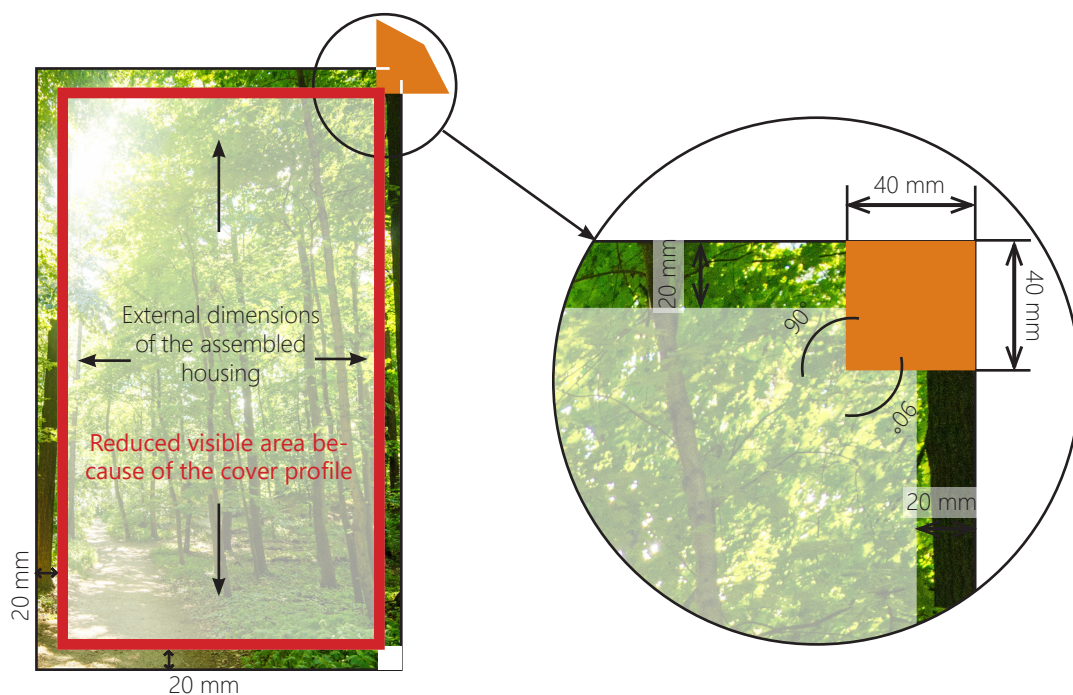 External dimensions
of the assembled
housing
Reduced visible area be-
cause of the cover profile
20 mm
20 mm
40 mm
40 mm
20 mm
90°
90°
20 mm